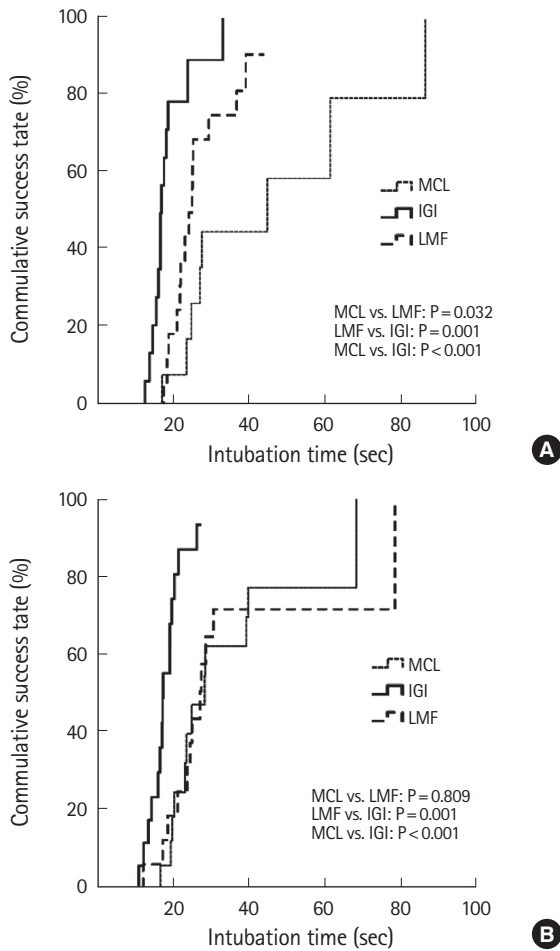 100
80
60
40
20
0
Commulative success tate (%)
MCL
IGI
LMF
MCL vs. LMF: P=0.032
LMF vs. IGI: P=0.001
MCL vs. IGI: P<0.001
20 40 60 80 100
Intubation time (sec)
A
100
80
60
40
20
0
Commulative success tate (%)
MCL
IGI
LMF
MCL vs. LMF: P=0.809
LMF vs. IGI: P=0.001
MCL vs. IGI: P<0.001
20 40 60 80 100
Intubation time (sec)
B